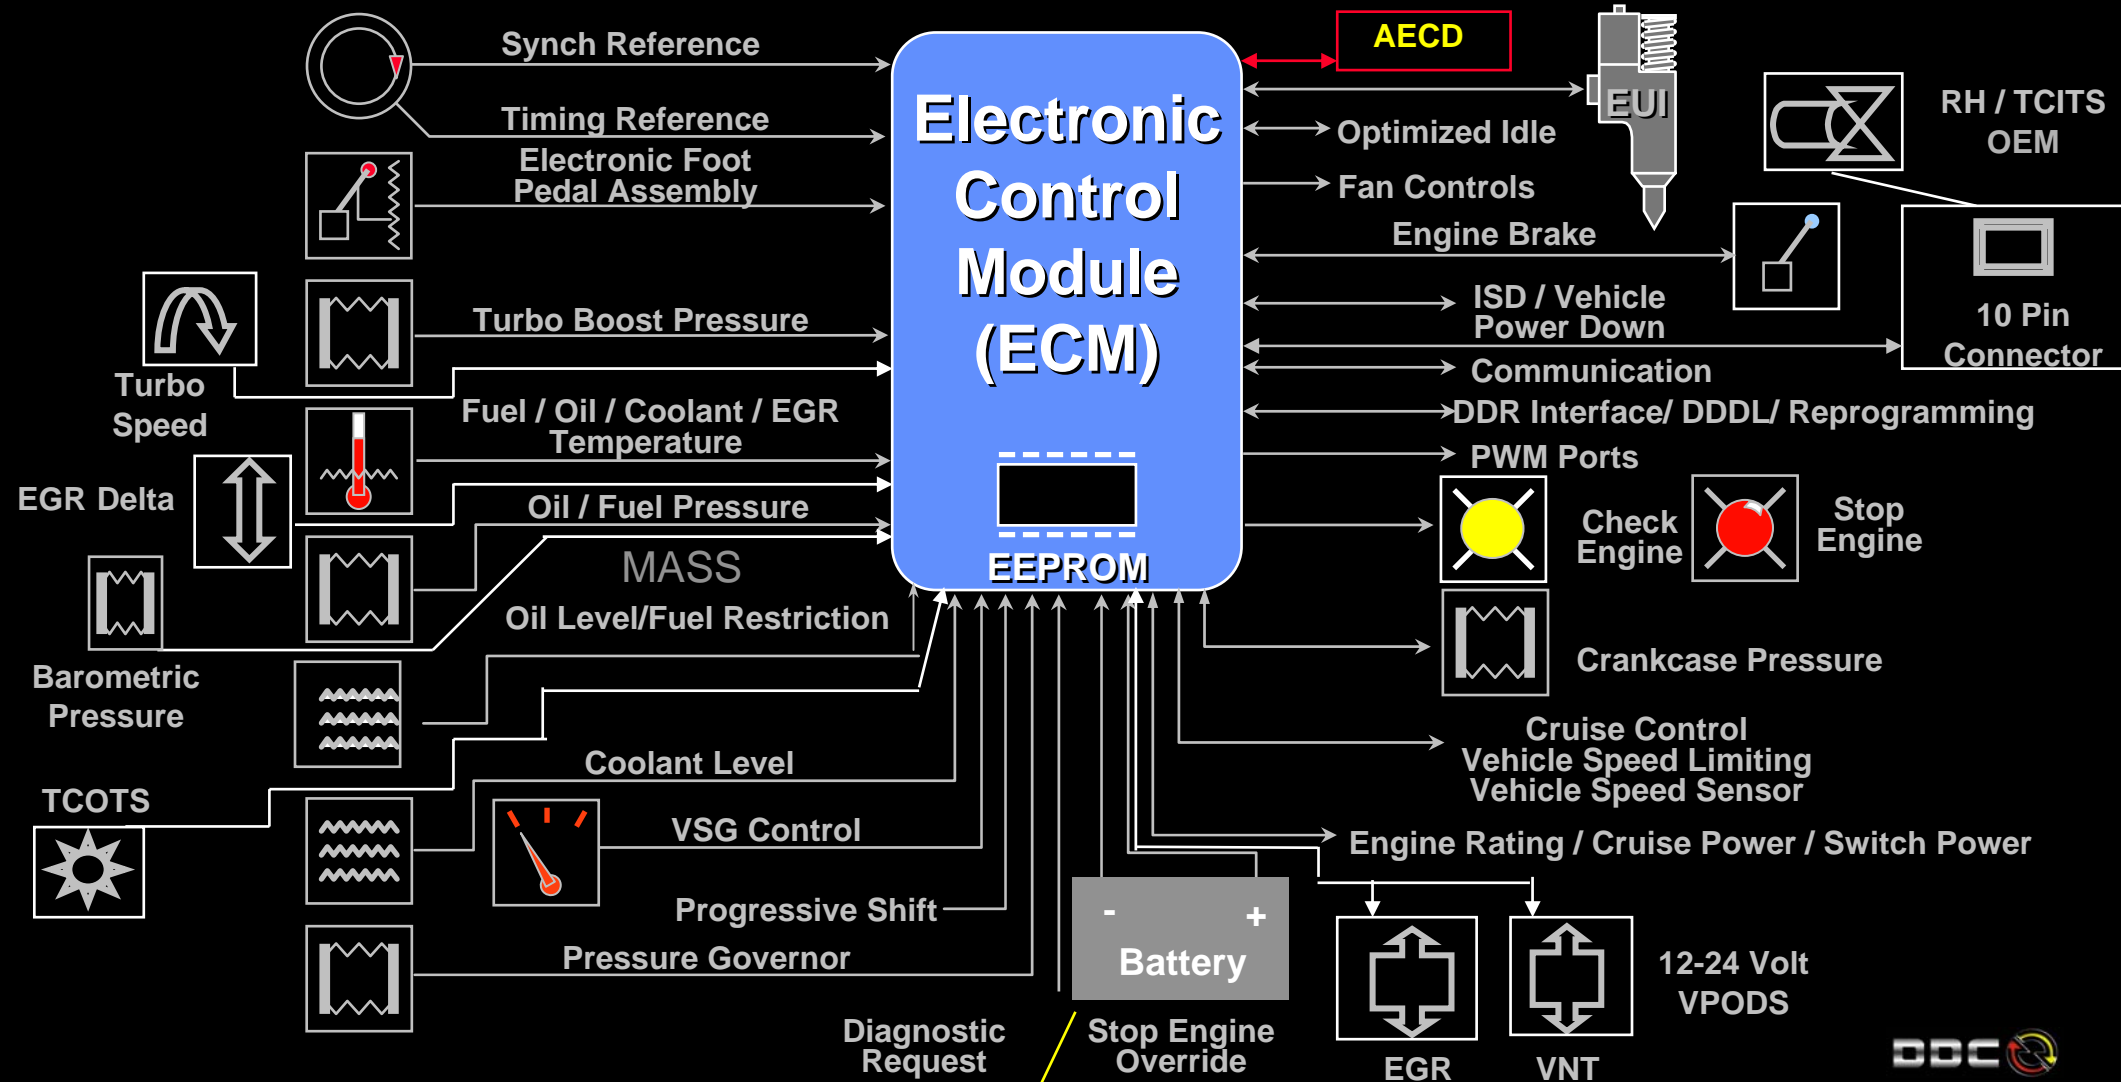 Synch Reference
Timing Reference
Electronic Foot
Pedal Assembly
Turbo Boost Pressure
Turbo
Speed
Fuel / Oil / Coolant / EGR
Temperature
EGR Delta
Oil / Fuel Pressure
MASS
Oil Level/Fuel Restriction
Barometric
Pressure
Coolant Level
TCOTS
VSG Control
Progressive Shift
Pressure Governor
Diagnostic
Request
Stop Engine
Override
Electronic
Control
Module
(ECM)
EEPROM
- +
Battery
AECD
EUI
Optimized Idle
Fan Controls
Engine Brake
RH / TCITS
OEM
10 Pin
Connector
ISD / Vehicle
Power Down
Communication
DDR Interface/ DDDL/ Reprogramming
PWM Ports
Check
Engine
Stop
Engine
Crankcase Pressure
Cruise Control
Vehicle Speed Limiting
Vehicle Speed Sensor
Engine Rating / Cruise Power / Switch Power
12-24 Volt
VPODS
EGR
VNT
DDC